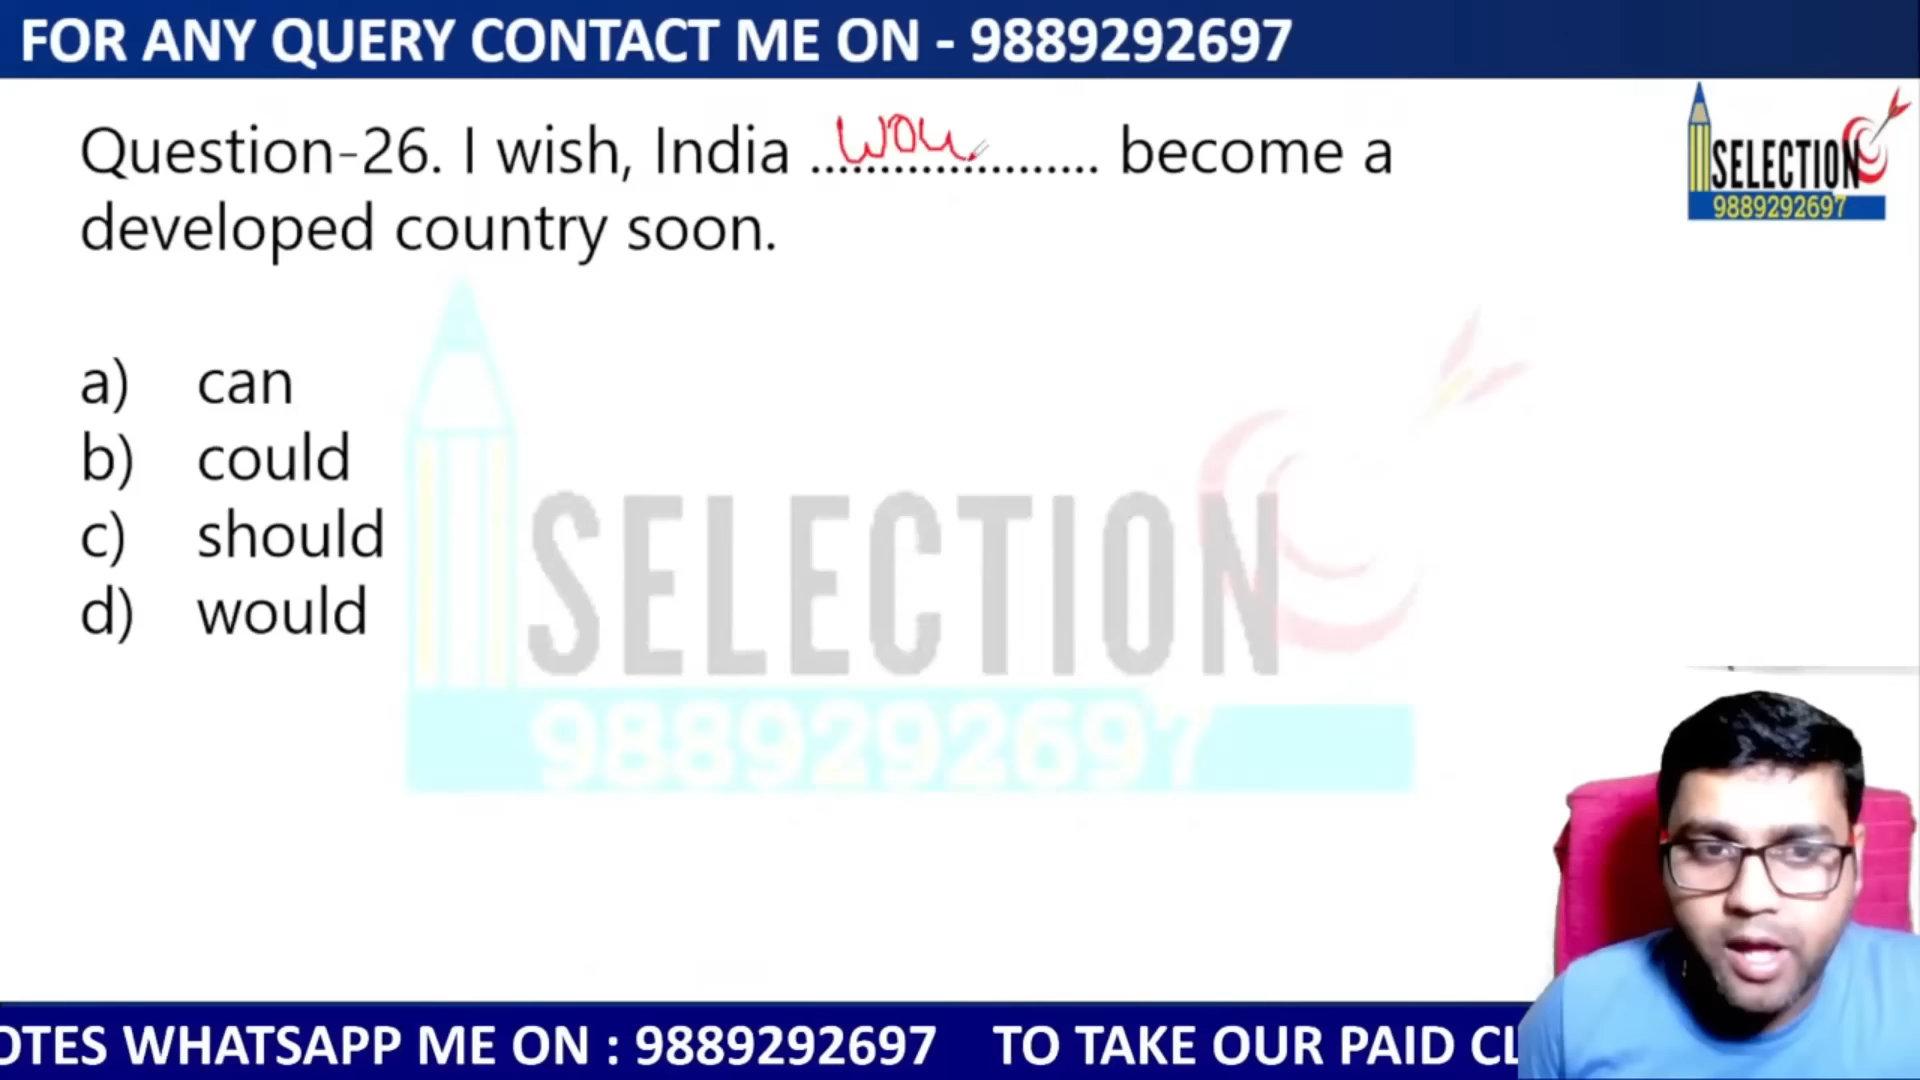 FOR ANY QUERY CONTACT ME ON - 9889292697
SELECTION
9889292697
Question-26. I wish, India ..................... become a
wou
developed country soon.
a) can
b) could
c) should
d) would
SELECTION
9889292697
OTES WHATSAPP ME ON : 9889292697 TO TAKE OUR PAID CL